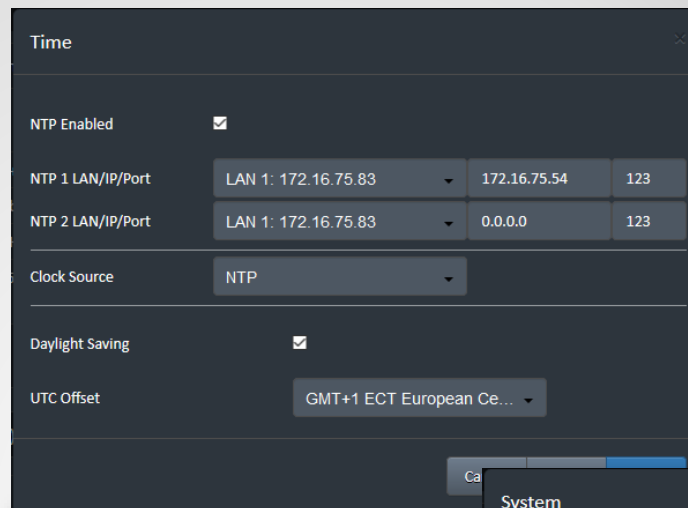 Time
NTP Enabled
NTP 1 LAN/IP/Port LAN 1: 172.16.75.83 172.16.75.54 123
NTP 2 LAN/IP/Port LAN 1: 172.16.75.83 0.0.0.0 123
Clock Source NTP
Daylight Saving
UTC Offset GMT+1 ECT European Ce...
System